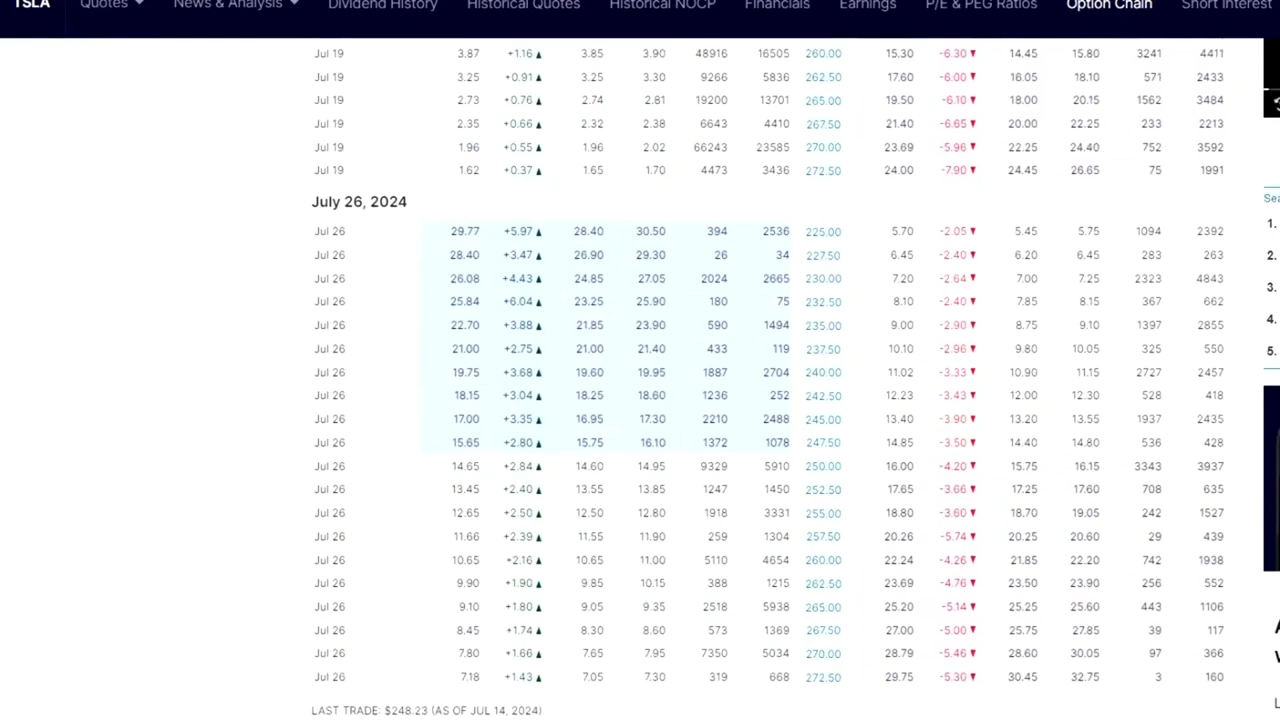 TSLA Quotes News & Analysis Dividend History Historical Quotes Historical NOCP Financials Earnings P/E & PEG Ratios Option Chain Short Interest
Jul 19 3.87 +1.16 ▲ 3.85 3.90 48916 16505 260.00 15.30 -6.30 ▼ 14.45 15.80 3241 4411
Jul 19 3.25 +0.91 ▲ 3.25 3.30 9266 5836 262.50 17.60 -6.00 ▼ 16.05 18.10 571 2433
Jul 19 2.73 +0.76 ▲ 2.74 2.81 19200 13701 265.00 19.50 -6.10 ▼ 18.00 20.15 1562 3484
Jul 19 2.35 +0.66 ▲ 2.32 2.38 6643 4410 267.50 21.40 -6.65 ▼ 20.00 22.25 233 2213
Jul 19 1.96 +0.55 ▲ 1.96 2.02 66243 23585 270.00 23.69 -5.96 ▼ 22.25 24.40 752 3592
Jul 19 1.62 +0.37 ▲ 1.65 1.70 4473 3436 272.50 24.00 -7.90 ▼ 24.45 26.65 75 1991
July 26, 2024
Sea
Jul 26 29.77 +5.97 ▲ 28.40 30.50 394 2536 225.00 5.70 -2.05 ▼ 5.45 5.75 1094 2392
1.
Jul 26 28.40 +3.47 ▲ 26.90 29.30 26 34 227.50 6.45 -2.40 ▼ 6.20 6.45 283 263
2.
Jul 26 26.08 +4.43 ▲ 24.85 27.05 2024 2665 230.00 7.20 -2.64 ▼ 7.00 7.25 2323 4843
3.
Jul 26 25.84 +6.04 ▲ 23.25 25.90 180 75 232.50 8.10 -2.40 ▼ 7.85 8.15 367 662
4.
Jul 26 22.70 +3.88 ▲ 21.85 23.90 590 1494 235.00 9.00 -2.90 ▼ 8.75 9.10 1397 2855
5.
Jul 26 21.00 +2.75 ▲ 21.00 21.40 433 119 237.50 10.10 -2.96 ▼ 9.80 10.05 325 550
Jul 26 19.75 +3.68 ▲ 19.60 19.95 1887 2704 240.00 11.02 -3.33 ▼ 10.90 11.15 2727 2457
Jul 26 18.15 +3.04 ▲ 18.25 18.60 1236 252 242.50 12.23 -3.43 ▼ 12.00 12.30 528 418
Jul 26 17.00 +3.35 ▲ 16.95 17.30 2210 2488 245.00 13.40 -3.90 ▼ 13.20 13.55 1937 2435
Jul 26 15.65 +2.80 ▲ 15.75 16.10 1372 1078 247.50 14.85 -3.50 ▼ 14.40 14.80 536 428
Jul 26 14.65 +2.84 ▲ 14.60 14.95 9329 5910 250.00 16.00 -4.20 ▼ 15.75 16.15 3343 3937
Jul 26 13.45 +2.40 ▲ 13.55 13.85 1247 1450 252.50 17.65 -3.66 ▼ 17.25 17.60 708 635
Jul 26 12.65 +2.50 ▲ 12.50 12.80 1918 3331 255.00 18.80 -3.60 ▼ 18.70 19.05 242 1527
Jul 26 11.66 +2.39 ▲ 11.55 11.90 259 1304 257.50 20.26 -5.74 ▼ 20.25 20.60 29 439
Jul 26 10.65 +2.16 ▲ 10.65 11.00 5110 4654 260.00 22.24 -4.26 ▼ 21.85 22.20 742 1938
Jul 26 9.90 +1.90 ▲ 9.85 10.15 388 1215 262.50 23.69 -4.76 ▼ 23.50 23.90 256 552
Jul 26 9.10 +1.80 ▲ 9.05 9.35 2518 5938 265.00 25.20 -5.14 ▼ 25.25 25.60 443 1106
Jul 26 8.45 +1.74 ▲ 8.30 8.60 573 1369 267.50 27.00 -5.00 ▼ 25.75 27.85 39 117
Jul 26 7.80 +1.66 ▲ 7.65 7.95 7350 5034 270.00 28.79 -5.46 ▼ 28.60 30.05 97 366
Jul 26 7.18 +1.43 ▲ 7.05 7.30 319 668 272.50 29.75 -5.30 ▼ 30.45 32.75 3 160
LAST TRADE: $248.23 (AS OF JUL 14, 2024)